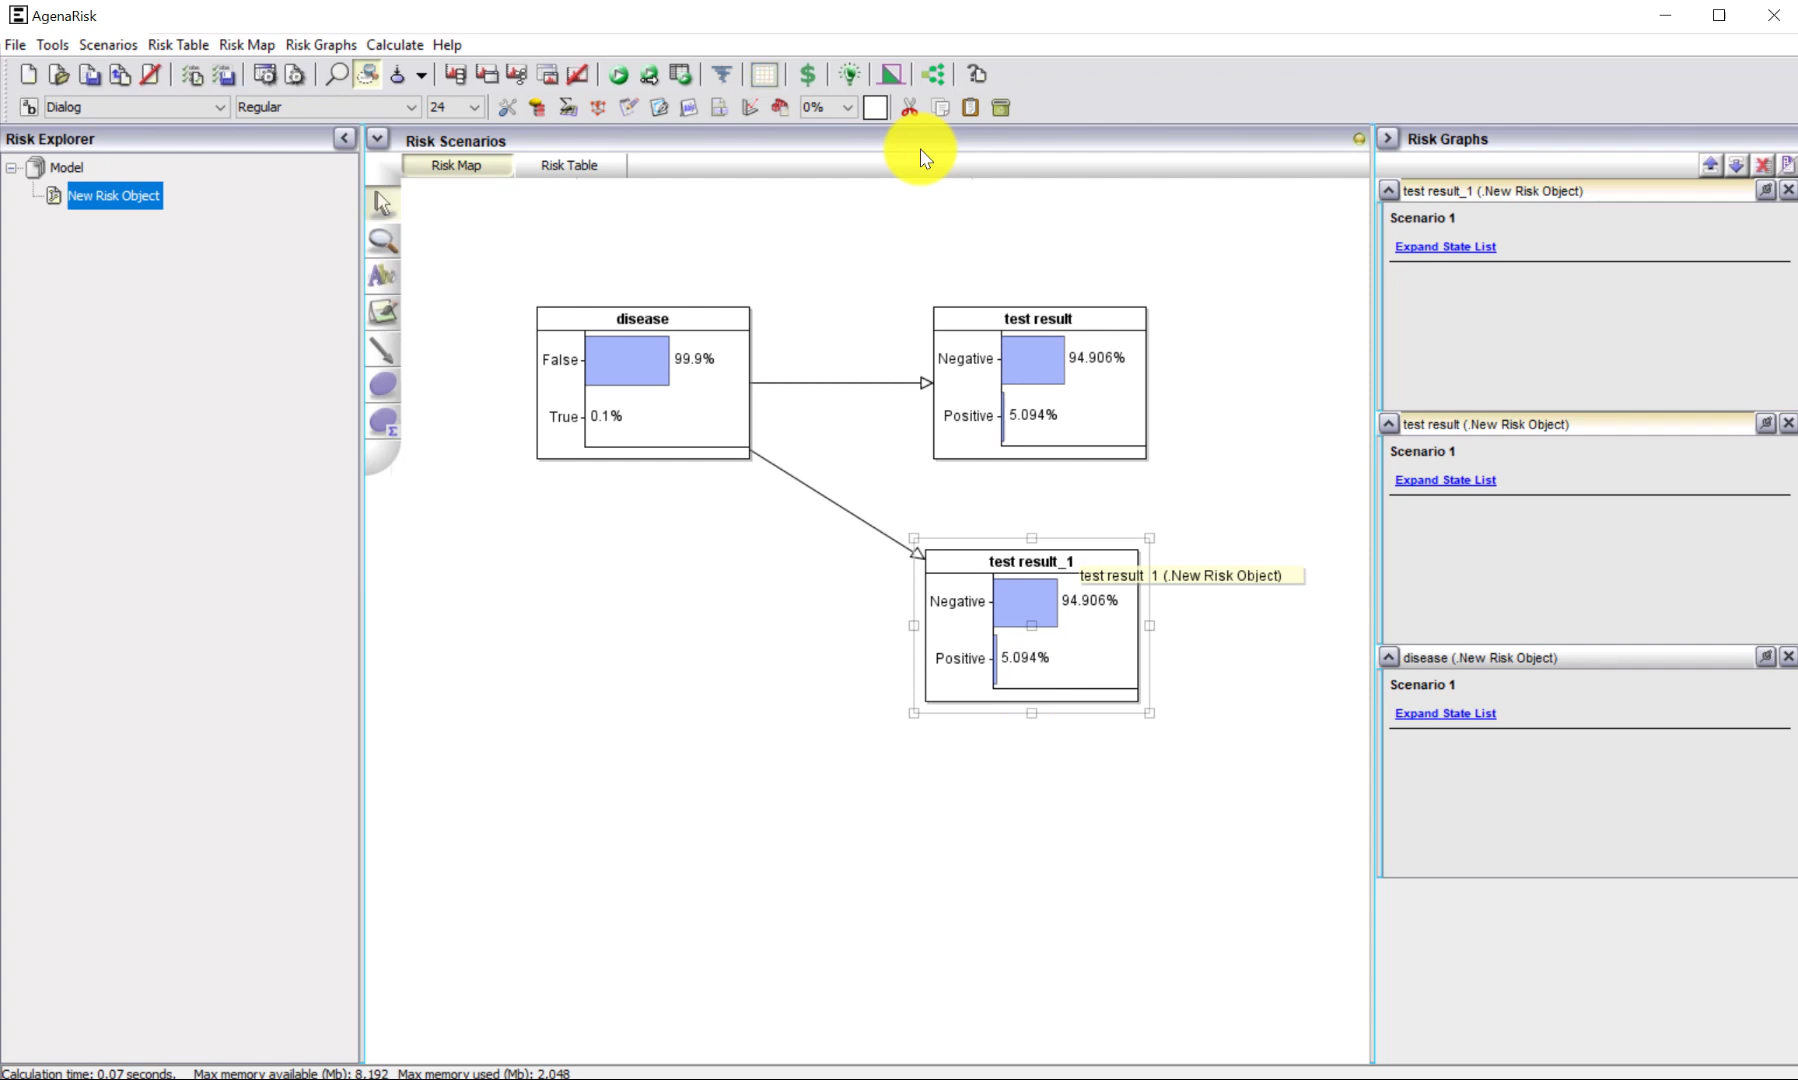 AgenaRisk
File Tools Scenarios Risk Table Risk Map Risk Graphs Calculate Help
Dialog Regular 24 0%
Risk Explorer
Model
New Risk Object
Risk Scenarios
Risk Map Risk Table
disease
False 99.9%
True 0.1%
test result
Negative 94.906%
Positive 5.094%
test result_1
test result_1 (.New Risk Object)
Negative 94.906%
Positive 5.094%
Risk Graphs
test result_1 (.New Risk Object)
Scenario 1
Expand State List
test result (.New Risk Object)
Scenario 1
Expand State List
disease (.New Risk Object)
Scenario 1
Expand State List
Calculation time: 0.07 seconds. Max memory available (Mb): 8,192 Max memory used (Mb): 2,048